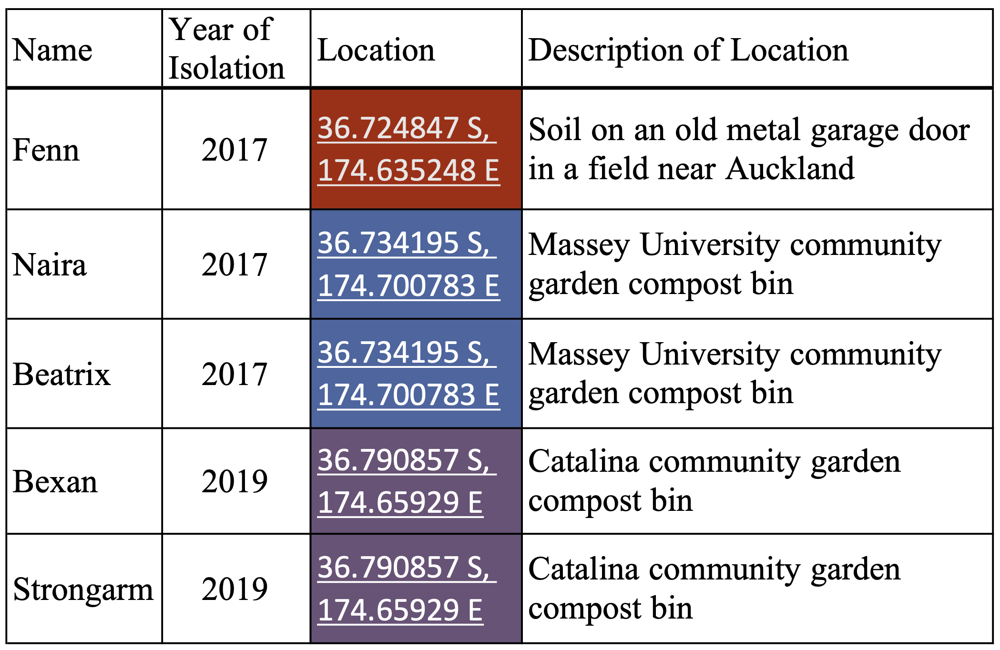 Name
Year of
Isolation
Location
Description of Location
Fenn
2017
36.724847 S,
174.635248 E
Soil on an old metal garage door
in a field near Auckland
Naira
2017
36.734195 S,
174.700783 E
Massey University community
garden compost bin
Beatrix
2017
36.734195 S,
174.700783 E
Massey University community
garden compost bin
Bexan
2019
36.790857 S,
174.65929 E
Catalina community garden
compost bin
Strongarm
2019
36.790857 S,
174.65929 E
Catalina community garden
compost bin